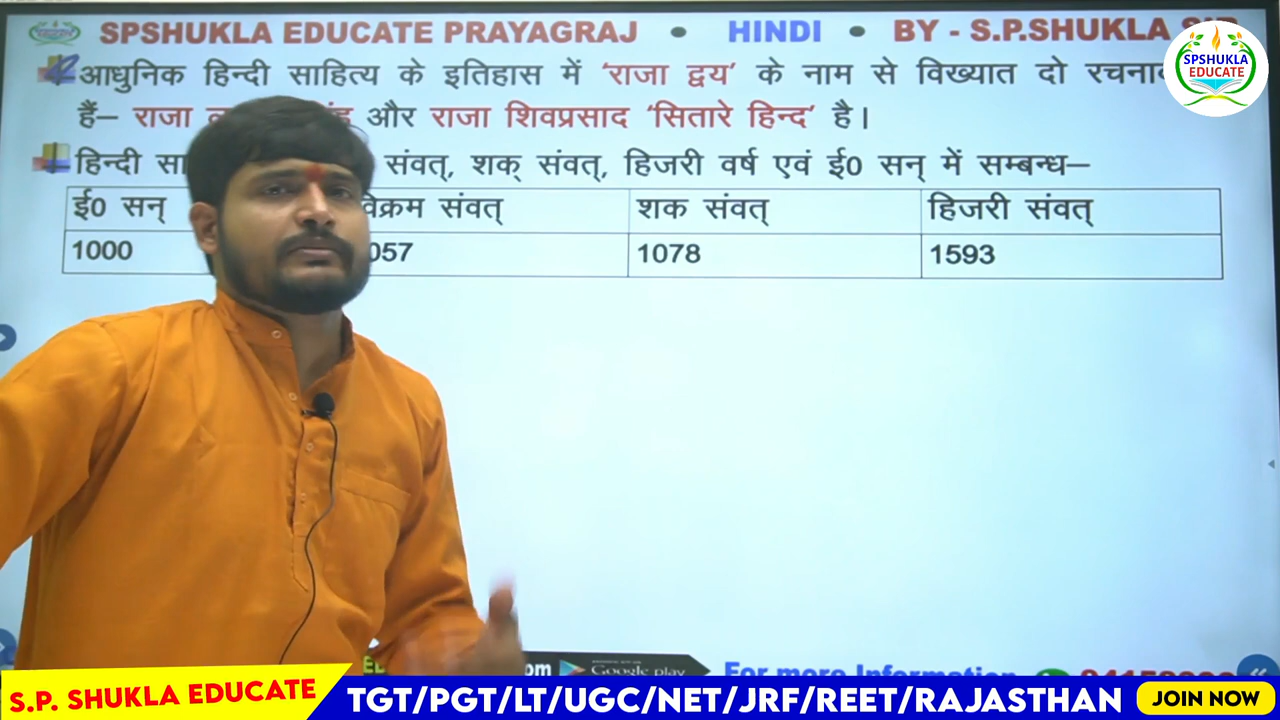 SPSHUKLA EDUCATE PRAYAGRAJ • HINDI • BY - S.P.SHUKLA
SPSHUKLA
EDUCATE
आधुनिक हिन्दी साहित्य के इतिहास में ‘राजा द्वय’ के नाम से विख्यात दो
हैं– राजा और राजा शिवप्रसाद ‘सितारे हिन्द’ है।
हिन्दी संवत्, शक् संवत्, हिजरी वर्ष एवं ई0 सन् में सम्बन्ध–
ई0 सन् विक्रम संवत् शक संवत् हिजरी संवत्
1000 057 1078 1593
Google play For more Information
S.P. SHUKLA EDUCATE TGT/PGT/LT/UGC/NET/JRF/REET/RAJASTHAN JOIN NOW